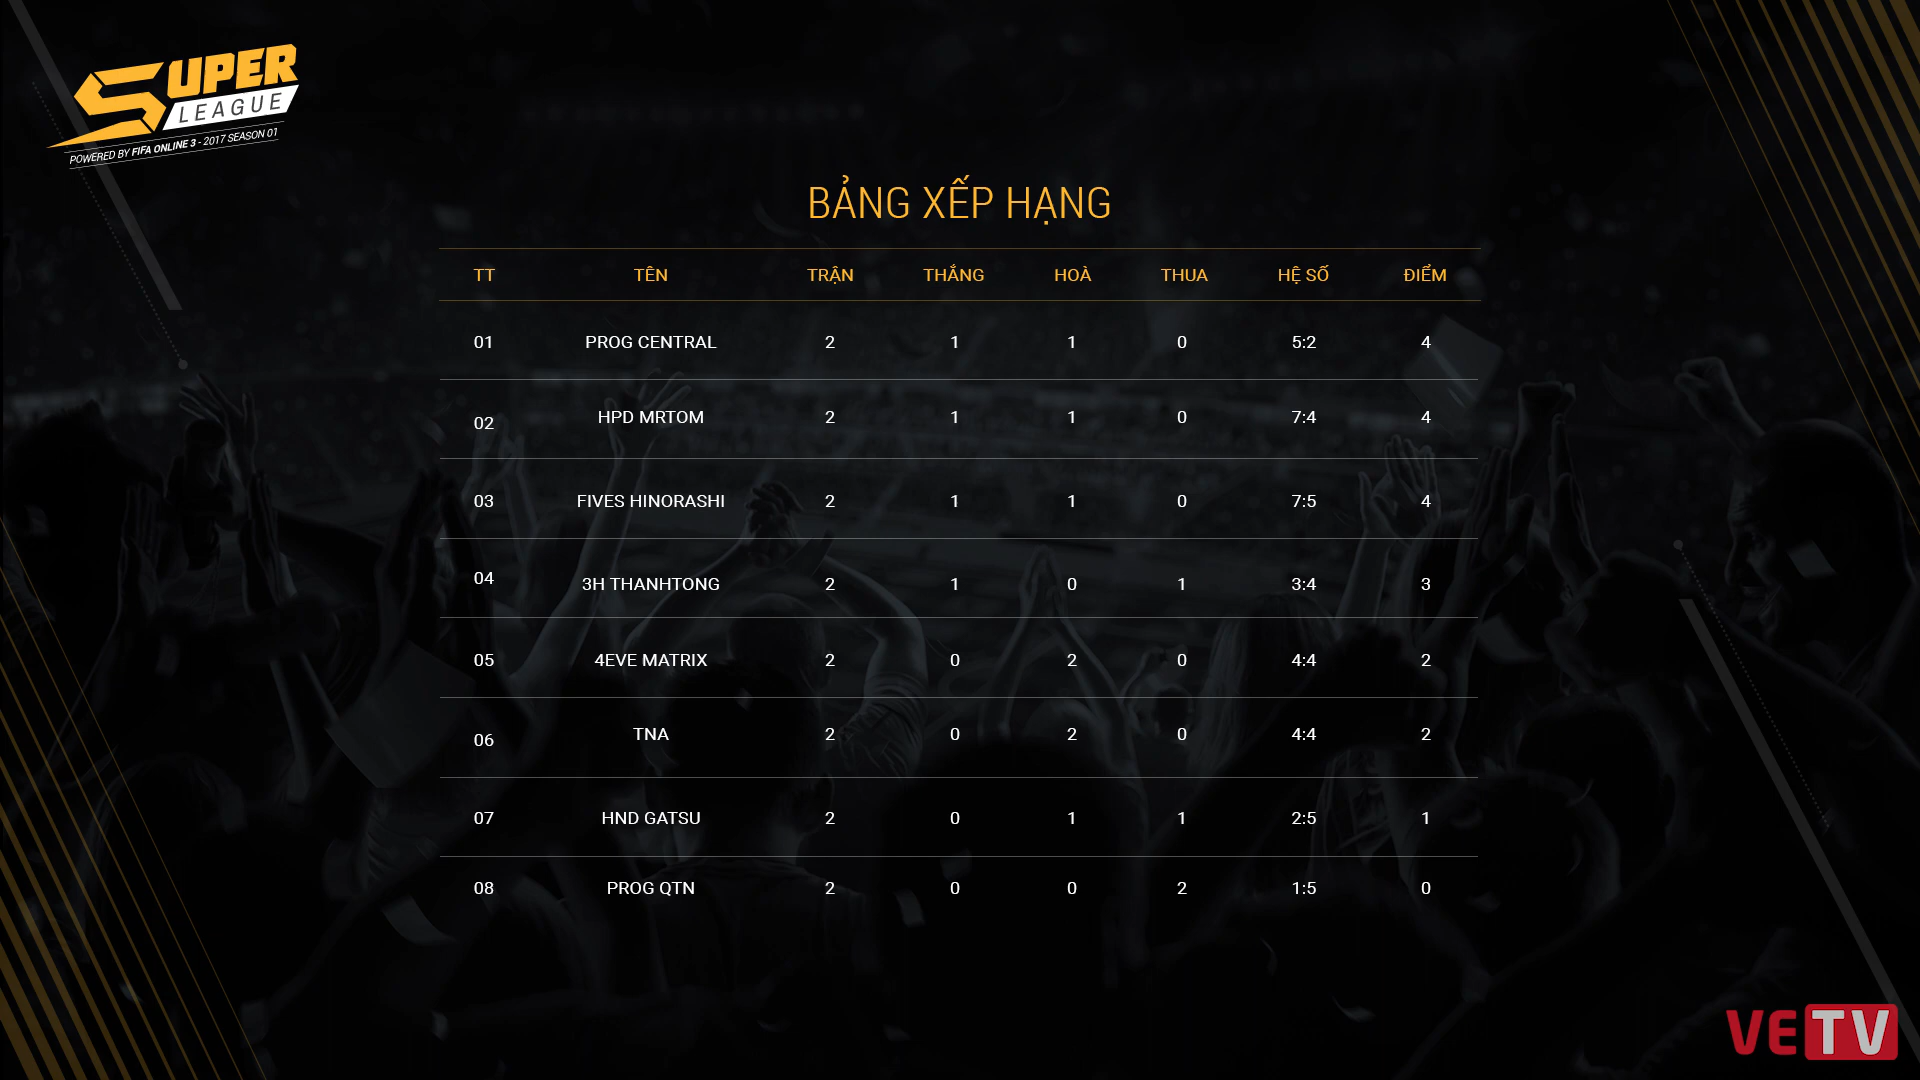 SUPER
LEAGUE
POWERED BY FIFA ONLINE 3 - 2017 SEASON 01
BẢNG XẾP HẠNG
TT TÊN TRẬN THẮNG HOÀ THUA HỆ SỐ ĐIỂM
01 PROG CENTRAL 2 1 1 0 5:2 4
02 HPD MRTOM 2 1 1 0 7:4 4
03 FIVES HINORASHI 2 1 1 0 7:5 4
04 3H THANHTONG 2 1 0 1 3:4 3
05 4EVE MATRIX 2 0 2 0 4:4 2
06 TNA 2 0 2 0 4:4 2
07 HND GATSU 2 0 1 1 2:5 1
08 PROG QTN 2 0 0 2 1:5 0
VETV